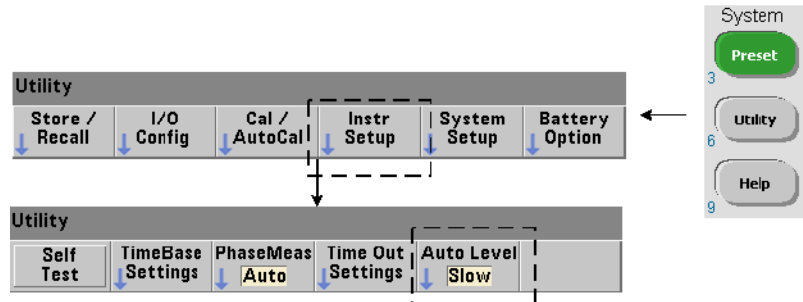 System
Preset
3
Utility
Store / I/O Cal / Instr System Battery
Recall Config AutoCal Setup Setup Option
Utility
6
Help
9
Utility
Self TimeBase PhaseMeas Time Out Auto Level
Test Settings Auto Settings Slow